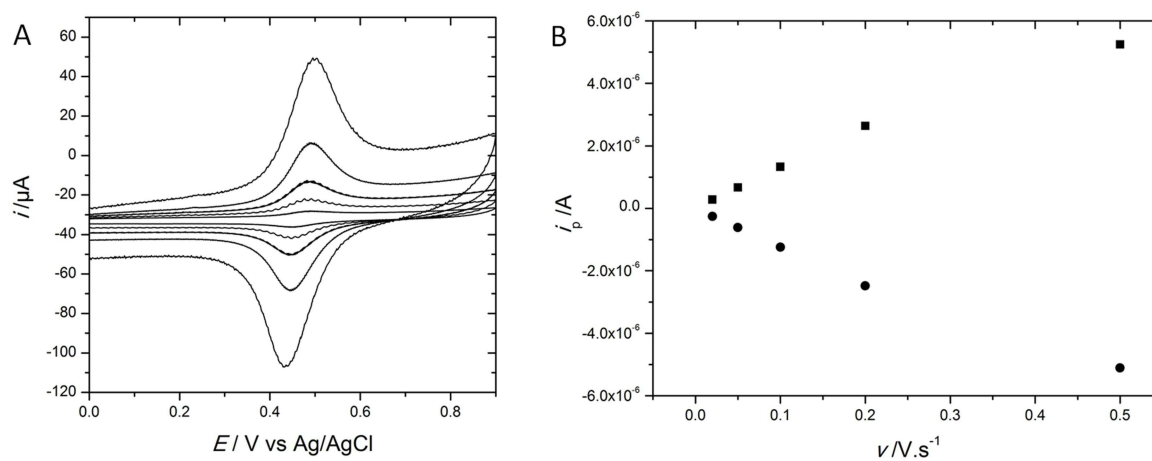 A
60
40
20
0
-20
-40
-60
-80
-100
-120
i /µA
0.0 0.2 0.4 0.6 0.8
E / V vs Ag/AgCl
B
6.0x10-6
4.0x10-6
2.0x10-6
0.0
-2.0x10-6
-4.0x10-6
-6.0x10-6
ip /A
0.0 0.1 0.2 0.3 0.4 0.5
v /V.s-1